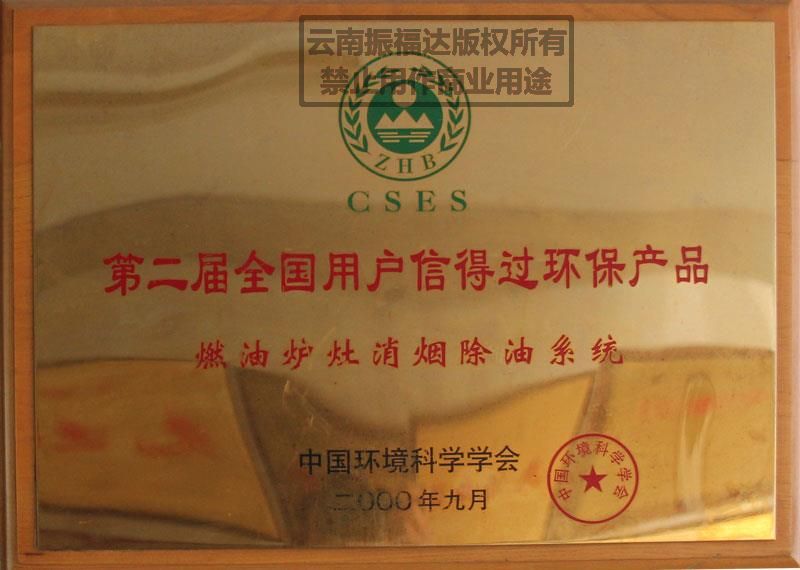 云南振福达版权所有
禁止用作商业用途
ZHB
CSES
第二届全国用户信得过环保产品
燃油炉灶消烟除油系统
中国环境科学学会
二000年九月
中国环境科学学会